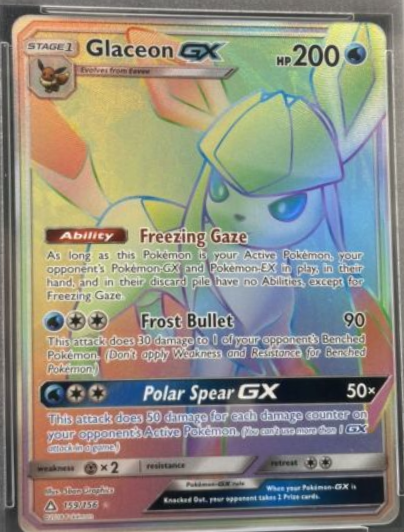 STAGE 1 Glaceon GX HP 200
Evolves from Eevee
Ability Freezing Gaze
As long as this Pokémon is your Active Pokémon, your
opponent's Pokémon-GX and Pokémon-EX in play, in their
hand, and in their discard pile have no Abilities, except for
Freezing Gaze.
Frost Bullet 90
This attack does 30 damage to 1 of your opponent's Benched
Pokémon. (Don't apply Weakness and Resistance for Benched
Pokémon.)
Polar Spear GX 50×
This attack does 50 damage for each damage counter on
your opponent's Active Pokémon. (You can't use more than 1 GX
attack in a game.)
weakness ×2 resistance retreat
Illus. 5ban Graphics
Pokémon-GX rule When your Pokémon-GX is
Knocked Out, your opponent takes 2 Prize cards.
159/156